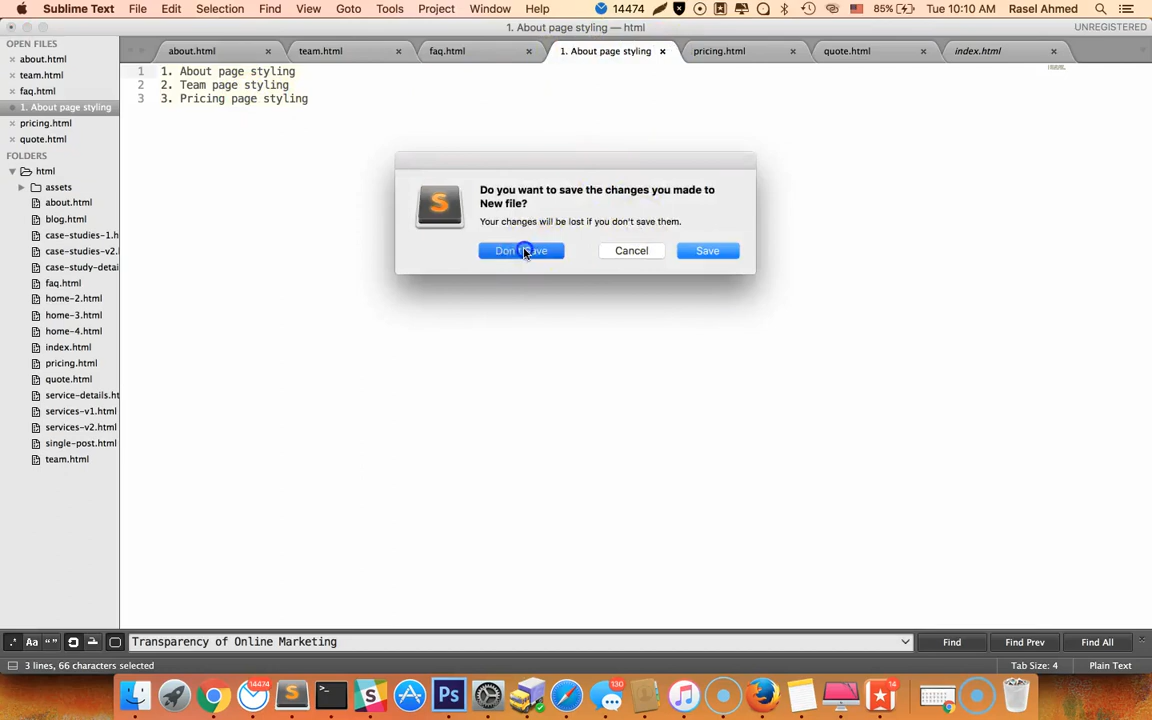 Sublime Text File Edit Selection Find View Goto Tools Project Window Help 14474 85% Tue 10:10 AM Rasel Ahmed
1. About page styling — html UNREGISTERED
OPEN FILES
about.html
team.html
faq.html
1. About page styling
pricing.html
quote.html
FOLDERS
html
assets
about.html
blog.html
case-studies-1.h
case-studies-v2.
case-study-detai
faq.html
home-2.html
home-3.html
home-4.html
index.html
pricing.html
quote.html
service-details.ht
services-v1.html
services-v2.html
single-post.html
team.html
about.html team.html faq.html 1. About page styling pricing.html quote.html index.html
1 1. About page styling
2 2. Team page styling
3 3. Pricing page styling
Do you want to save the changes you made to
New file?
Your changes will be lost if you don't save them.
Don't Save Cancel Save
.* Aa “” Transparency of Online Marketing Find Find Prev Find All
3 lines, 66 characters selected Tab Size: 4 Plain Text
14474 130 14